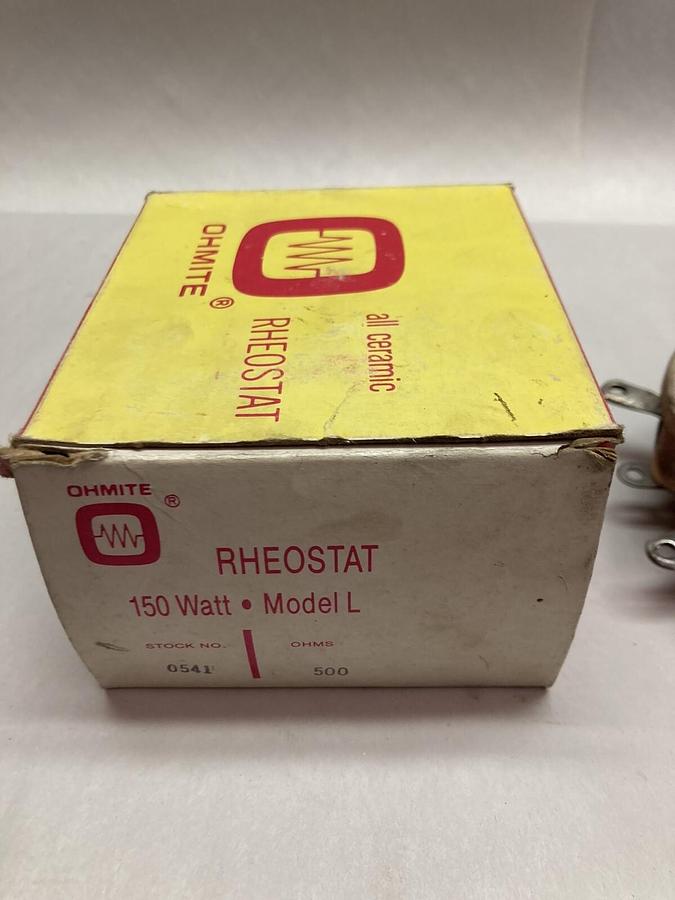 OHMITE ®
all ceramic
RHEOSTAT
OHMITE ®
RHEOSTAT
150 Watt • Model L
STOCK NO. OHMS
0541 500